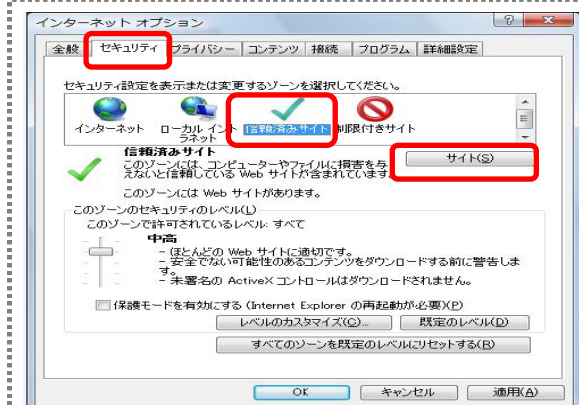 インターネット オプション
全般 セキュリティ プライバシー コンテンツ 接続 プログラム 詳細設定
セキュリティ設定を表示または変更するゾーンを選択してください。
インターネット ローカル イントラネット 信頼済みサイト 制限付きサイト
信頼済みサイト
サイト(S)
このゾーンには、コンピューターやファイルに損害を与
えないと信頼している Web サイトが含まれています。
このゾーンには Web サイトがあります。
このゾーンのセキュリティのレベル(L)
このゾーンで許可されているレベル: すべて
中高
- ほとんどの Web サイトに適切です。
- 安全でない可能性のあるコンテンツをダウンロードする前に警告しま
す。
- 未署名の ActiveX コントロールはダウンロードされません。
保護モードを有効にする (Internet Explorer の再起動が必要)(P)
レベルのカスタマイズ(C)... 既定のレベル(D)
すべてのゾーンを既定のレベルにリセットする(R)
OK キャンセル 適用(A)